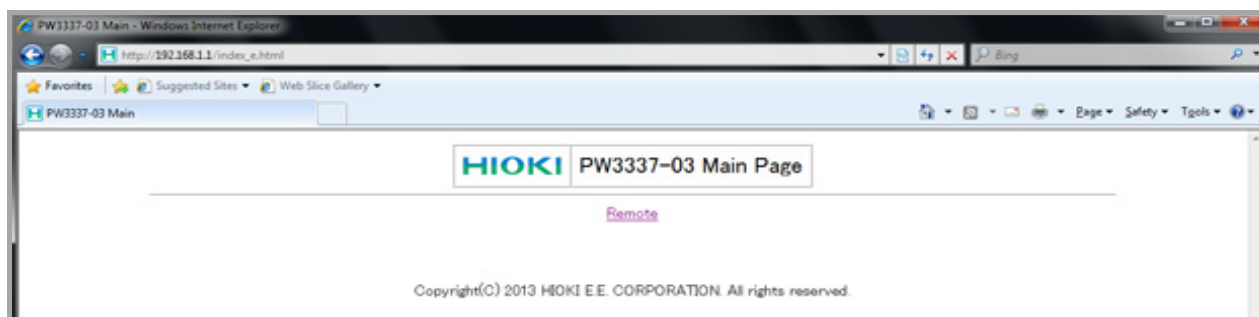 PW3337-03 Main - Windows Internet Explorer
http://192.168.1.1/index_e.html
Bing
Favorites Suggested Sites Web Slice Gallery
PW3337-03 Main Page Safety Tools
HIOKI PW3337-03 Main Page
Remote
Copyright(C) 2013 HIOKI E.E. CORPORATION. All rights reserved.